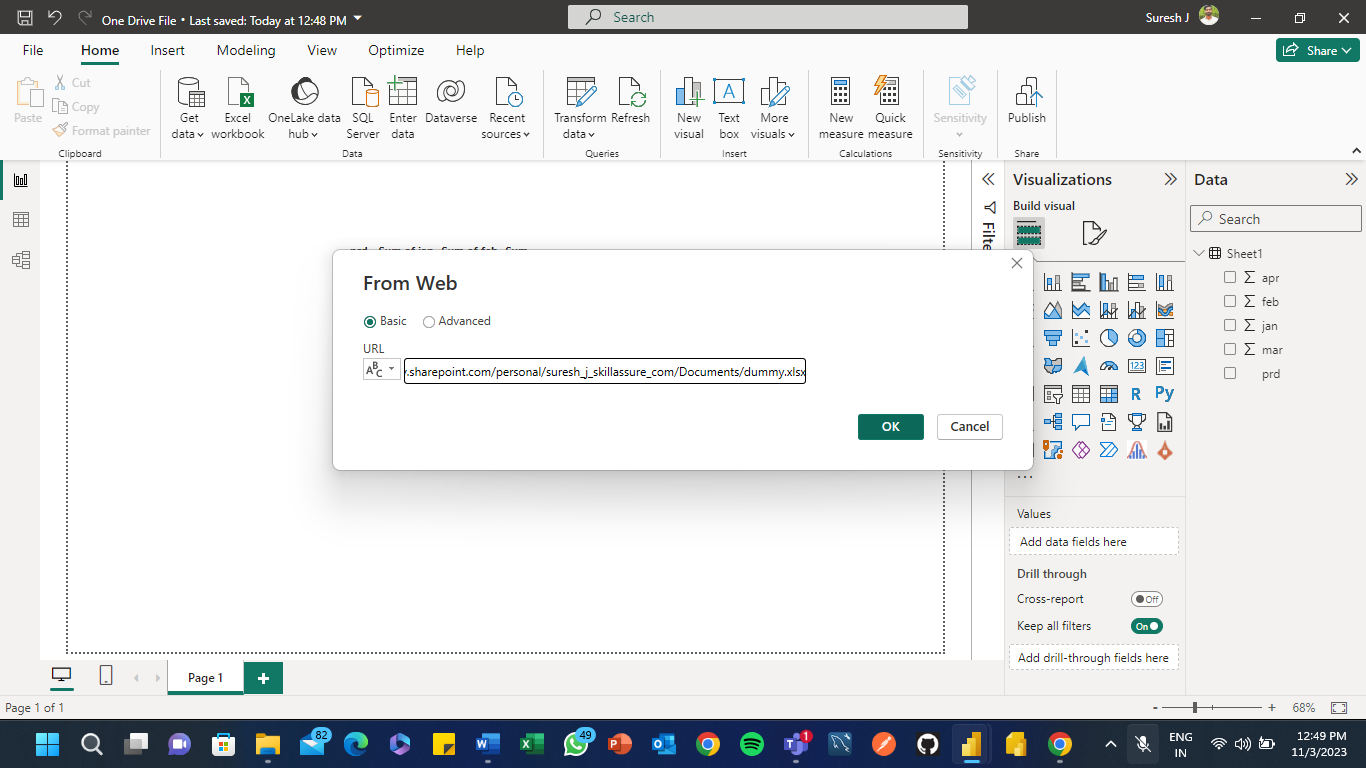 One Drive File • Last saved: Today at 12:48 PM
Search
Suresh J
File Home Insert Modeling View Optimize Help
Share
Paste
Cut
Copy
Format painter
Clipboard
Get data
Excel workbook
OneLake data hub
SQL Server
Enter data
Dataverse
Recent sources
Data
Transform data
Refresh
Queries
New visual
Text box
More visuals
Insert
New measure
Quick measure
Calculations
Sensitivity
Sensitivity
Publish
Share
Filte
Visualizations
Build visual
Data
Search
Sheet1
apr
feb
jan
mar
prd
From Web
Basic Advanced
URL
ABC
.sharepoint.com/personal/suresh_j_skillassure_com/Documents/dummy.xlsx
OK Cancel
123
R Py
...
Values
Add data fields here
Drill through
Cross-report Off
Keep all filters On
Add drill-through fields here
Page 1
Page 1 of 1
- + 68%
82
49
1
ENG
IN
12:49 PM
11/3/2023